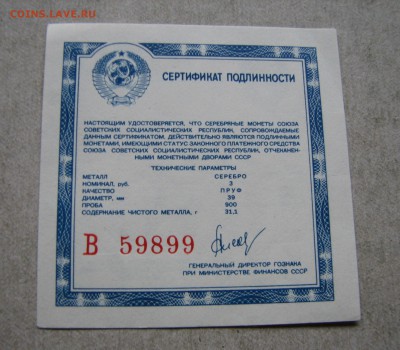 COINS.LAVE.RU
СЕРТИФИКАТ ПОДЛИННОСТИ
НАСТОЯЩИМ УДОСТОВЕРЯЕТСЯ, ЧТО СЕРЕБРЯНЫЕ МОНЕТЫ СОЮЗА
СОВЕТСКИХ СОЦИАЛИСТИЧЕСКИХ РЕСПУБЛИК, СОПРОВОЖДАЕМЫЕ
ДАННЫМ СЕРТИФИКАТОМ, ДЕЙСТВИТЕЛЬНО ЯВЛЯЮТСЯ ПОДЛИННЫМИ
МОНЕТАМИ, ИМЕЮЩИМИ СТАТУС ЗАКОННОГО ПЛАТЕЖНОГО СРЕДСТВА
СОЮЗА СОВЕТСКИХ СОЦИАЛИСТИЧЕСКИХ РЕСПУБЛИК, ОТЧЕКАНЕН-
НЫМИ МОНЕТНЫМИ ДВОРАМИ СССР
ТЕХНИЧЕСКИЕ ПАРАМЕТРЫ
МЕТАЛЛ СЕРЕБРО
НОМИНАЛ, руб. 3
КАЧЕСТВО ПРУФ
ДИАМЕТР, мм 39
ПРОБА 900
СОДЕРЖАНИЕ ЧИСТОГО МЕТАЛЛА, г 31,1
В 59899
ГЕНЕРАЛЬНЫЙ ДИРЕКТОР ГОЗНАКА
ПРИ МИНИСТЕРСТВЕ ФИНАНСОВ СССР